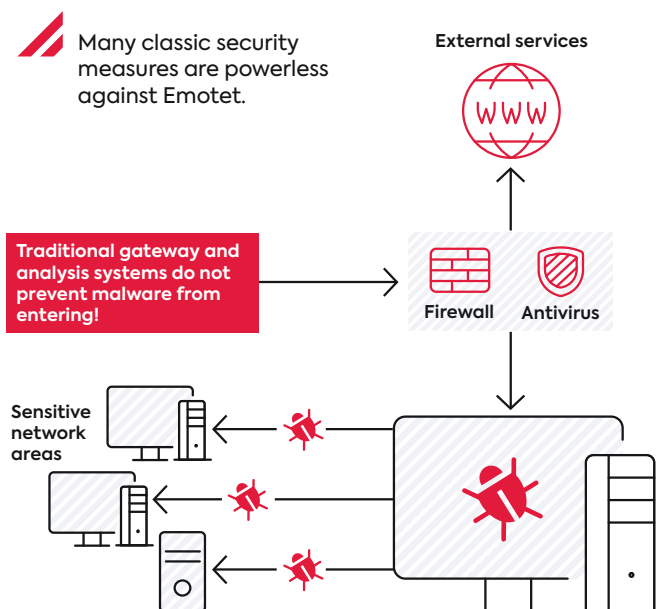 Many classic security
measures are powerless
against Emotet.
External services
WWW
Traditional gateway and
analysis systems do not
prevent malware from
entering!
Firewall
Antivirus
Sensitive
network
areas